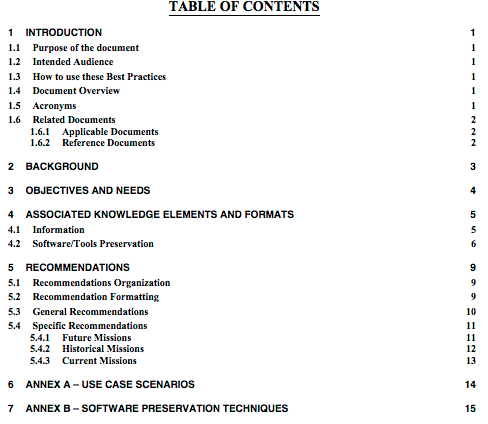 TABLE OF CONTENTS
1 INTRODUCTION 1
1.1 Purpose of the document 1
1.2 Intended Audience 1
1.3 How to use these Best Practices 1
1.4 Document Overview 1
1.5 Acronyms 1
1.6 Related Documents 2
1.6.1 Applicable Documents 2
1.6.2 Reference Documents 2
2 BACKGROUND 3
3 OBJECTIVES AND NEEDS 4
4 ASSOCIATED KNOWLEDGE ELEMENTS AND FORMATS 5
4.1 Information 5
4.2 Software/Tools Preservation 6
5 RECOMMENDATIONS 9
5.1 Recommendations Organization 9
5.2 Recommendation Formatting 9
5.3 General Recommendations 10
5.4 Specific Recommendations 11
5.4.1 Future Missions 11
5.4.2 Historical Missions 12
5.4.3 Current Missions 13
6 ANNEX A – USE CASE SCENARIOS 14
7 ANNEX B – SOFTWARE PRESERVATION TECHNIQUES 15